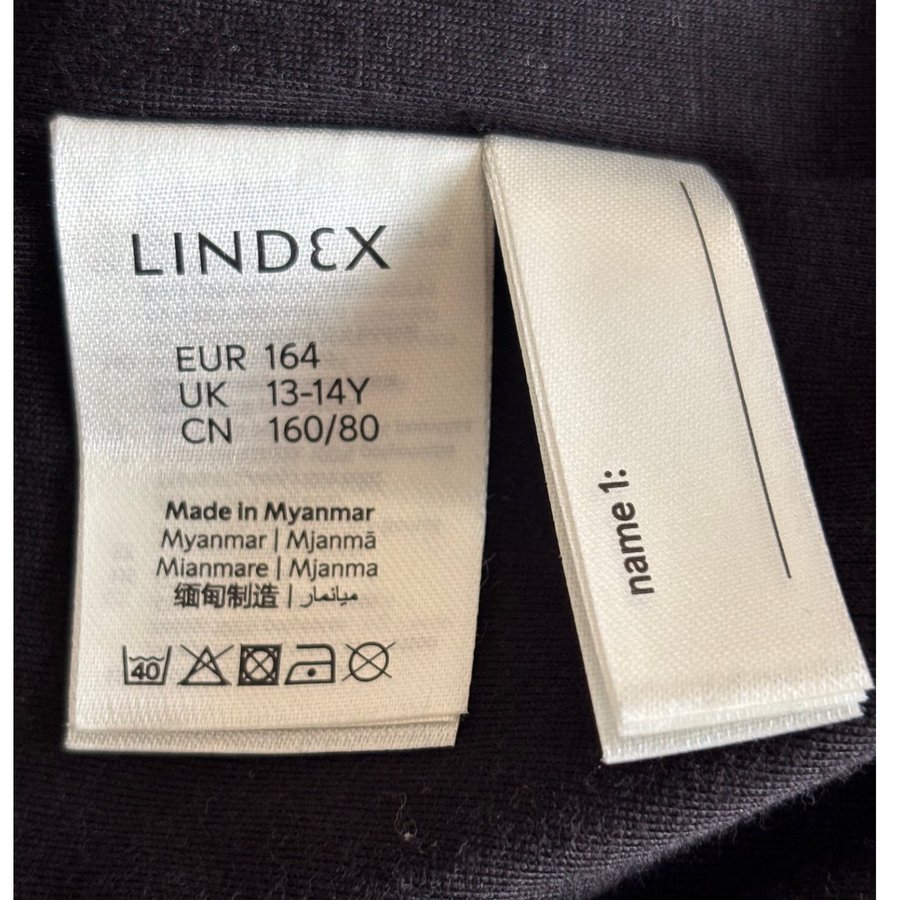 LINDEX
EUR 164
UK 13-14Y
CN 160/80
Made in Myanmar
Myanmar | Mjanmā
Mianmare | Mjanma
缅甸制造 | ميانمار
40
name 1: